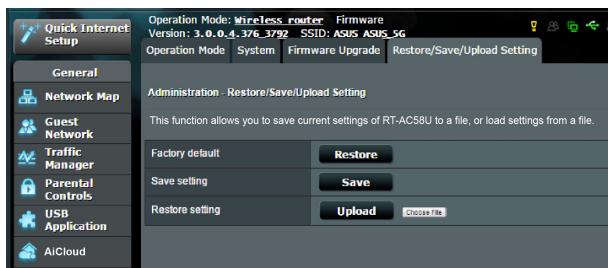 Quick Internet
Setup
General
Network Map
Guest
Network
Traffic
Manager
Parental
Controls
USB
Application
AiCloud
Operation Mode: Wireless router Firmware
Version: 3.0.0.4.376_3792 SSID: ASUS ASUS_5G
Operation Mode System Firmware Upgrade Restore/Save/Upload Setting
Administration - Restore/Save/Upload Setting
This function allows you to save current settings of RT-AC58U to a file, or load settings from a file.
Factory default Restore
Save setting Save
Restore setting Upload Choose File